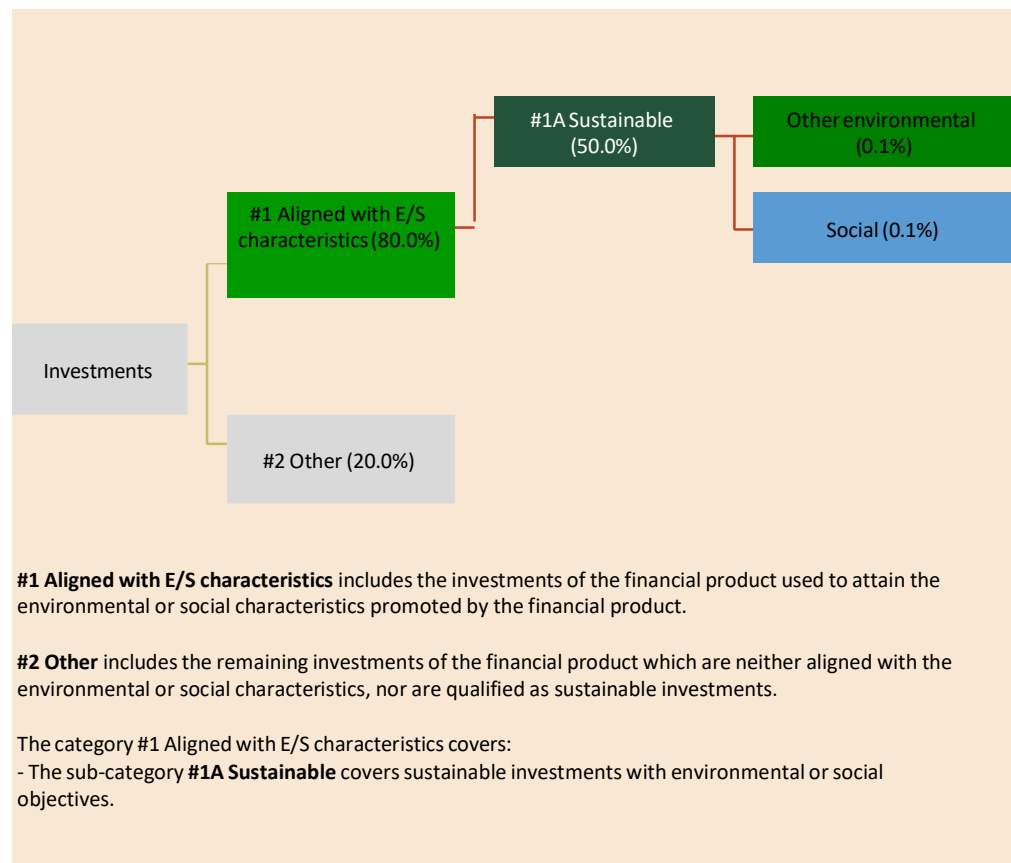 #1A Sustainable
(50.0%)
Other environmental
(0.1%)
#1 Aligned with E/S
characteristics (80.0%)
Social (0.1%)
Investments
#2 Other (20.0%)
#1 Aligned with E/S characteristics includes the investments of the financial product used to attain the
environmental or social characteristics promoted by the financial product.
#2 Other includes the remaining investments of the financial product which are neither aligned with the
environmental or social characteristics, nor are qualified as sustainable investments.
The category #1 Aligned with E/S characteristics covers:
- The sub-category #1A Sustainable covers sustainable investments with environmental or social
objectives.